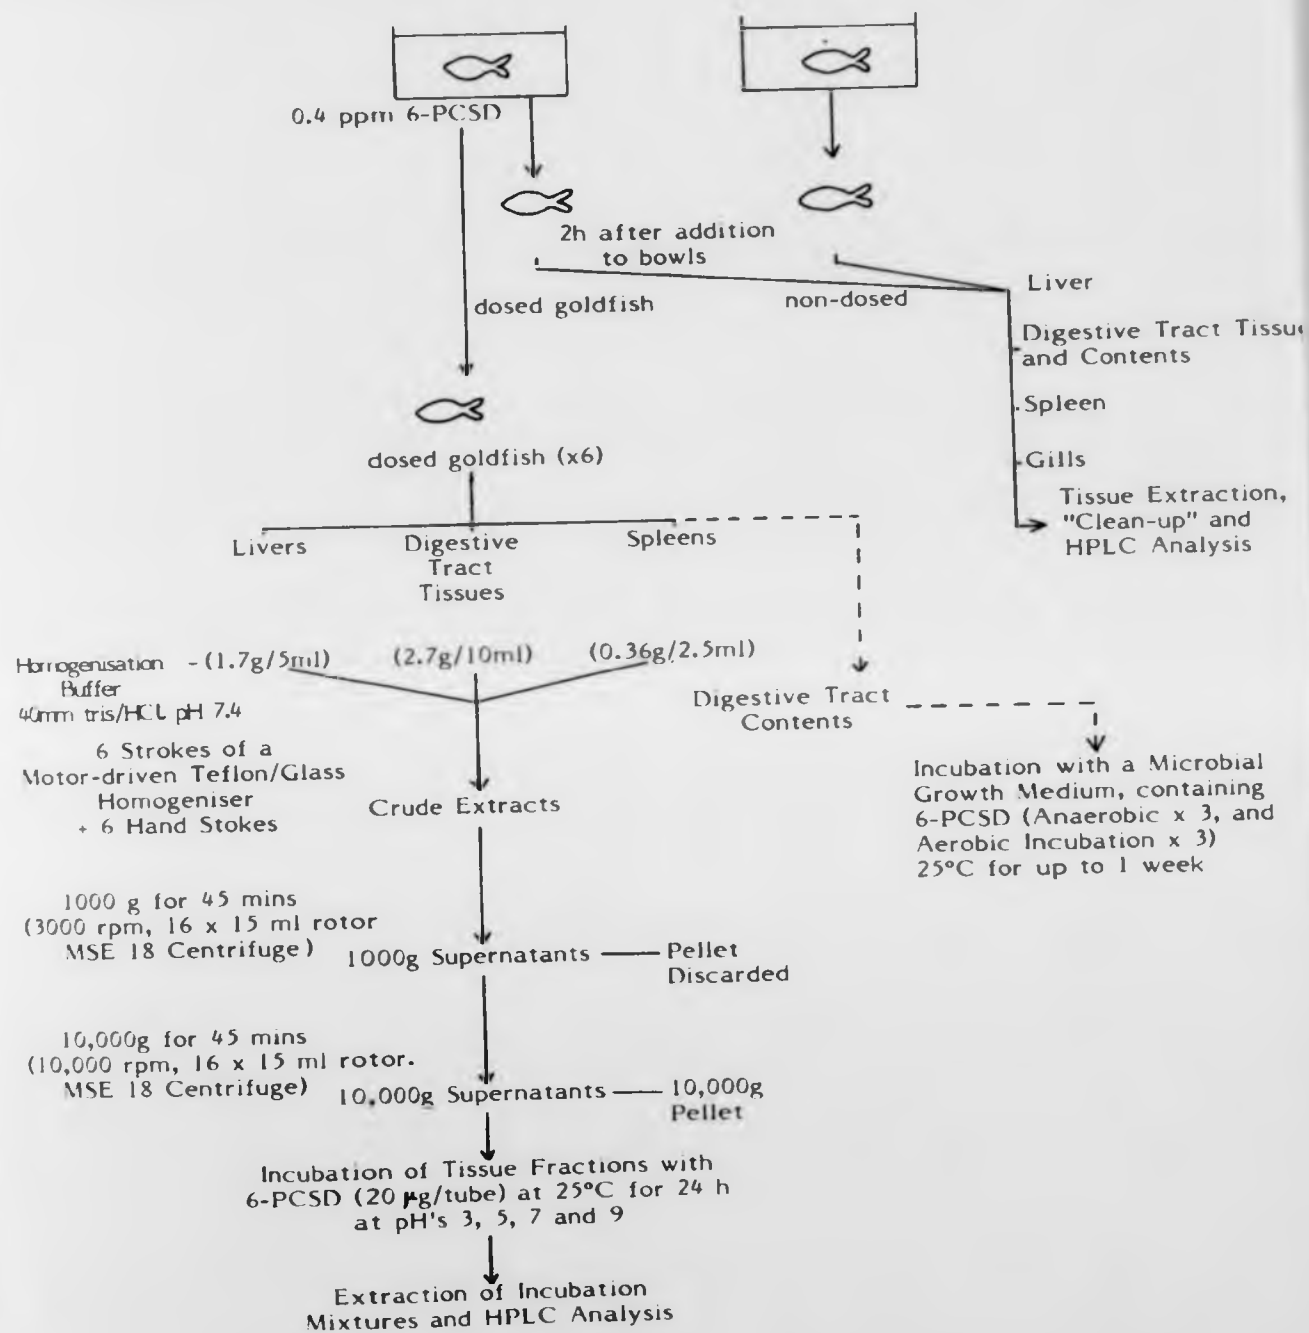 0.4 ppm 6-PCSD
2h after addition
to bowls
dosed goldfish
non-dosed
Liver
Digestive Tract Tissu
and Contents
Spleen
Gills
Tissue Extraction,
"Clean-up" and
HPLC Analysis
dosed goldfish (x6)
Livers
Digestive
Tract
Tissues
Spleens
Homogenisation
Buffer
40mm tris/HCL pH 7.4
- (1.7g/5ml)
(2.7g/10ml)
(0.36g/2.5ml)
Digestive Tract
Contents
6 Strokes of a
Motor-driven Teflon/Glass
Homogeniser
+ 6 Hand Stokes
Crude Extracts
Incubation with a Microbial
Growth Medium, containing
6-PCSD (Anaerobic x 3, and
Aerobic Incubation x 3)
25°C for up to 1 week
1000 g for 45 mins
(3000 rpm, 16 x 15 ml rotor
MSE 18 Centrifuge)
1000g Supernatants
Pellet
Discarded
10,000g for 45 mins
(10,000 rpm, 16 x 15 ml rotor.
MSE 18 Centrifuge)
10,000g Supernatants
10,000g
Pellet
Incubation of Tissue Fractions with
6-PCSD (20 µg/tube) at 25°C for 24 h
at pH's 3, 5, 7 and 9
Extraction of Incubation
Mixtures and HPLC Analysis